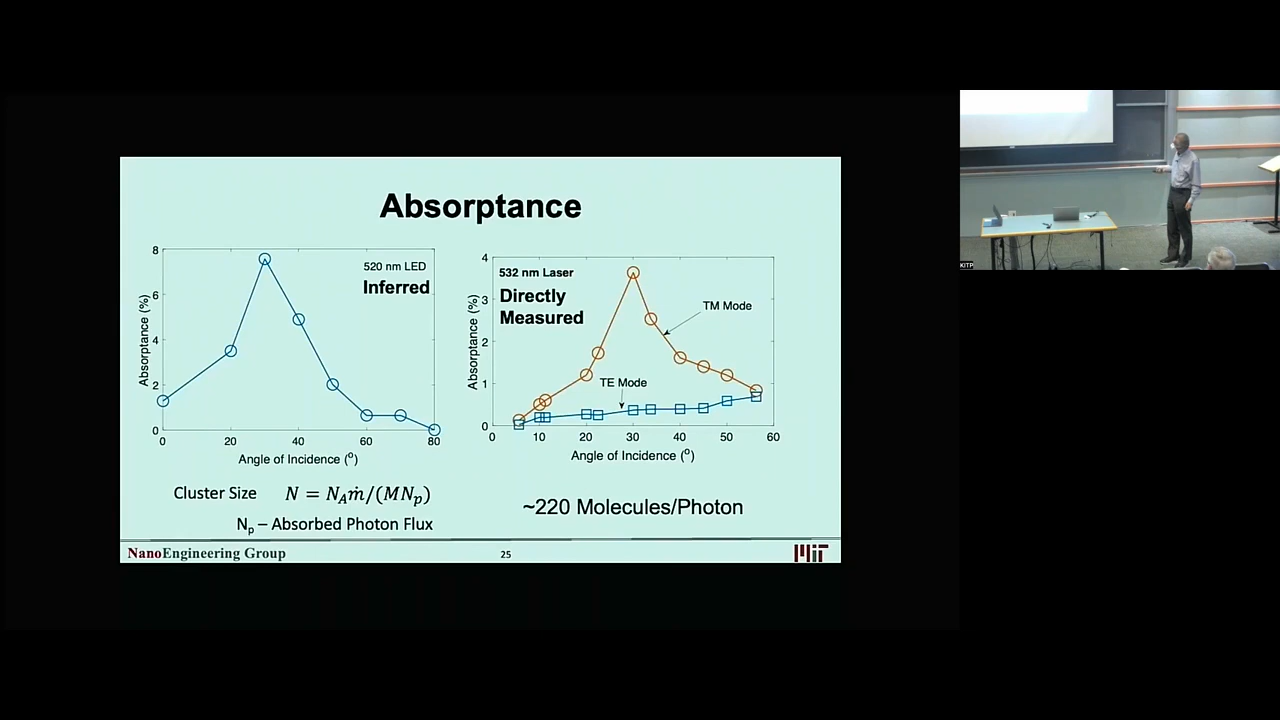 Absorptance
8
6
4
2
0
Absorptance (%)
520 nm LED
Inferred
0
20
40
60
80
Angle of Incidence (°)
4
3
2
1
0
Absorptance (%)
532 nm Laser
Directly
Measured
TM Mode
TE Mode
0
10
20
30
40
50
60
Angle of Incidence (°)
Cluster Size N = N_Aṁ/(MN_p)
N_p – Absorbed Photon Flux
~220 Molecules/Photon
NanoEngineering Group
25
MIT
KITP